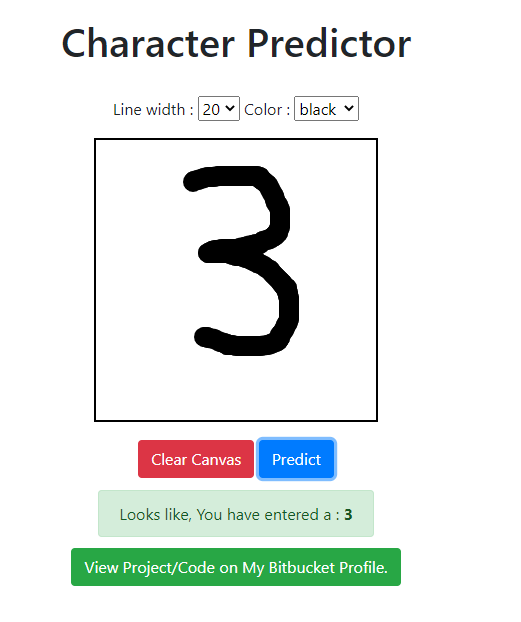 Character Predictor
Line width : 20 Color : black
3
Clear Canvas Predict
Looks like, You have entered a : 3
View Project/Code on My Bitbucket Profile.